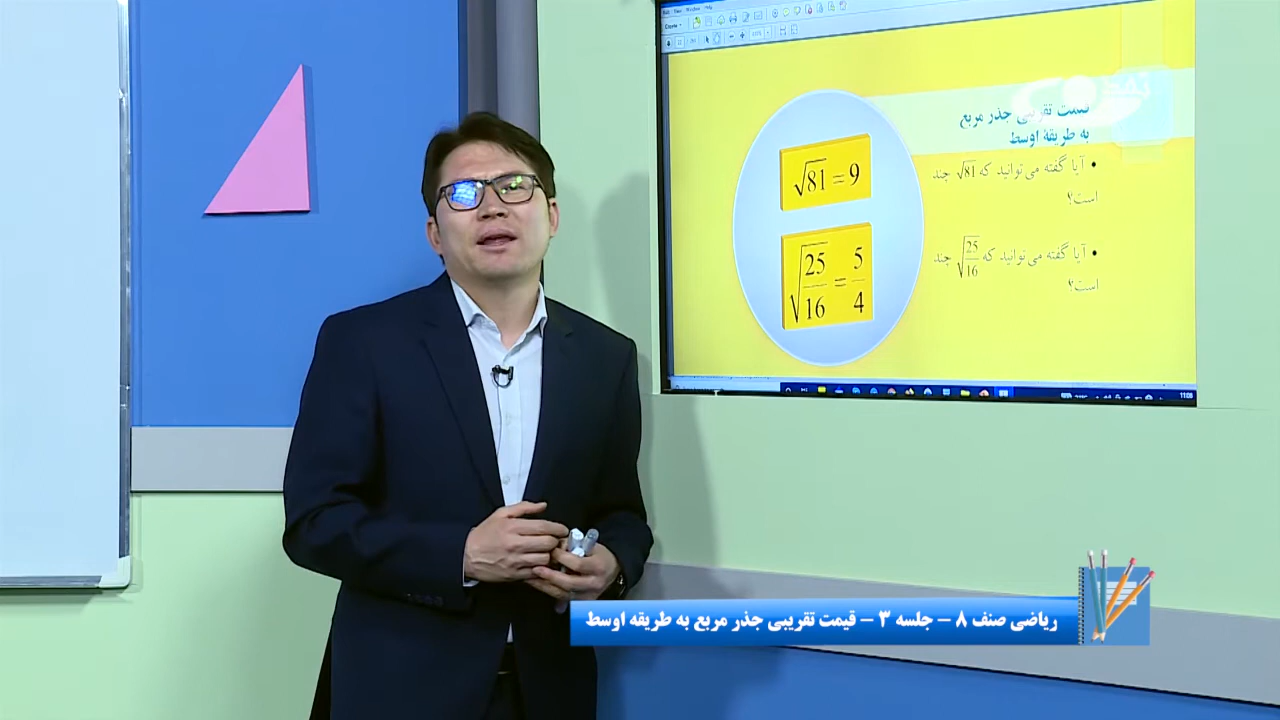 قیمت تقریبی جذر مربع
به طریقهٔ اوسط
• آیا گفته می‌توانید که √81 چند
است؟
• آیا گفته می‌توانید که √(25/16) چند
است؟
√81 = 9
√(25/16) = 5/4
ریاضی صنف ۸ – جلسه ۳ – قیمت تقریبی جذر مربع به طریقه اوسط